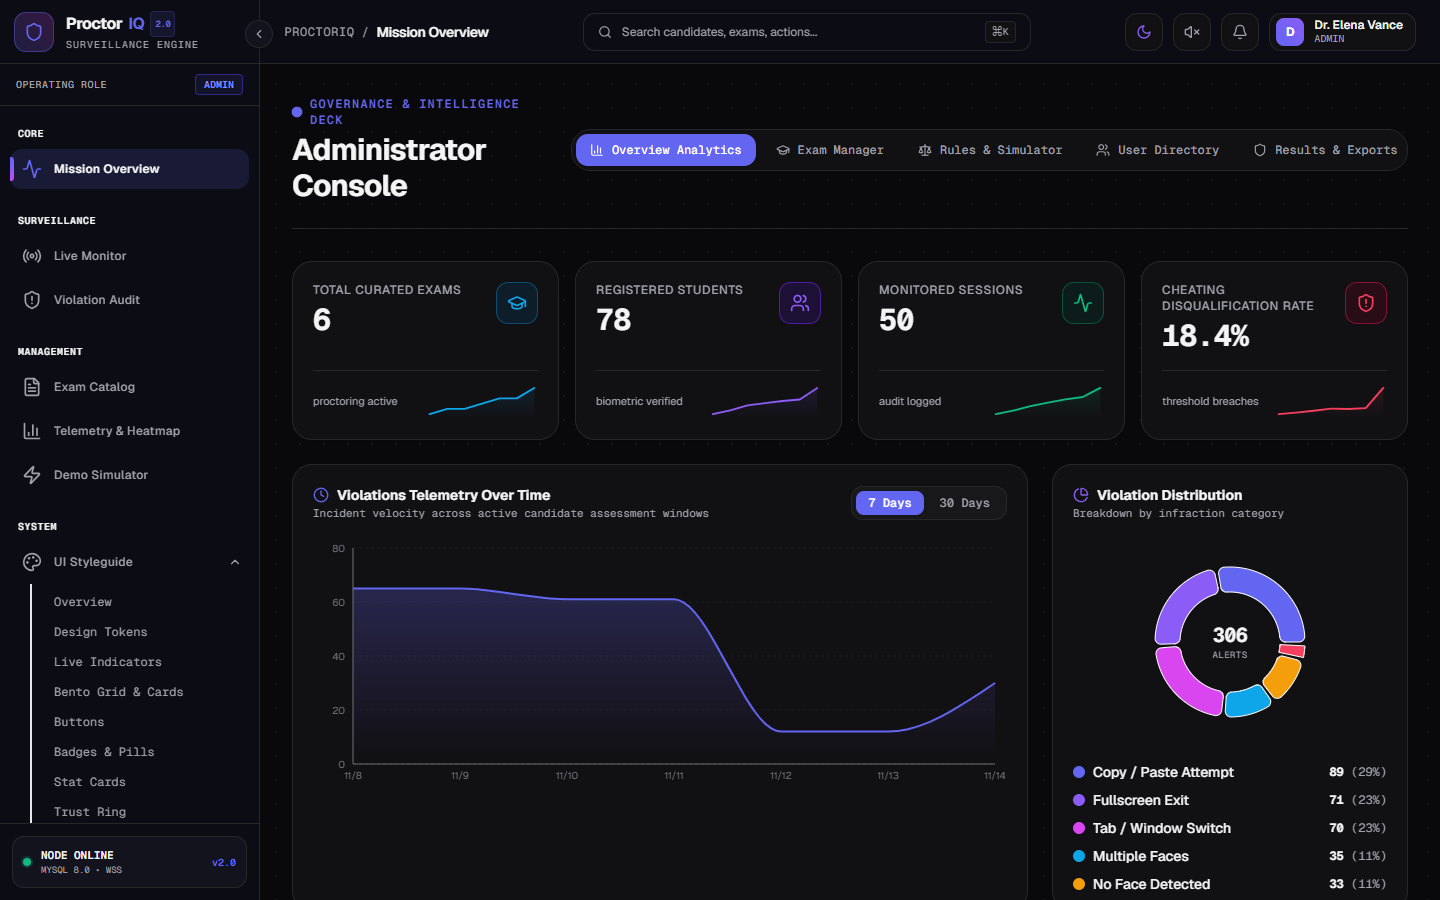 Proctor IQ 2.0
SURVEILLANCE ENGINE
PROCTORIQ / Mission Overview
Search candidates, exams, actions...
⌘K
D
Dr. Elena Vance
ADMIN
OPERATING ROLE
ADMIN
CORE
Mission Overview
SURVEILLANCE
Live Monitor
Violation Audit
MANAGEMENT
Exam Catalog
Telemetry & Heatmap
Demo Simulator
SYSTEM
UI Styleguide
Overview
Design Tokens
Live Indicators
Bento Grid & Cards
Buttons
Badges & Pills
Stat Cards
Trust Ring
NODE ONLINE
MYSQL 8.0 • WSS
v2.0
GOVERNANCE & INTELLIGENCE
DECK
Administrator
Console
Overview Analytics
Exam Manager
Rules & Simulator
User Directory
Results & Exports
TOTAL CURATED EXAMS
6
proctoring active
REGISTERED STUDENTS
78
biometric verified
MONITORED SESSIONS
50
audit logged
CHEATING
DISQUALIFICATION RATE
18.4%
threshold breaches
Violations Telemetry Over Time
Incident velocity across active candidate assessment windows
7 Days
30 Days
80
60
40
20
0
11/8
11/9
11/10
11/11
11/12
11/13
11/14
Violation Distribution
Breakdown by infraction category
306
ALERTS
Copy / Paste Attempt 89 (29%)
Fullscreen Exit 71 (23%)
Tab / Window Switch 70 (23%)
Multiple Faces 35 (11%)
No Face Detected 33 (11%)